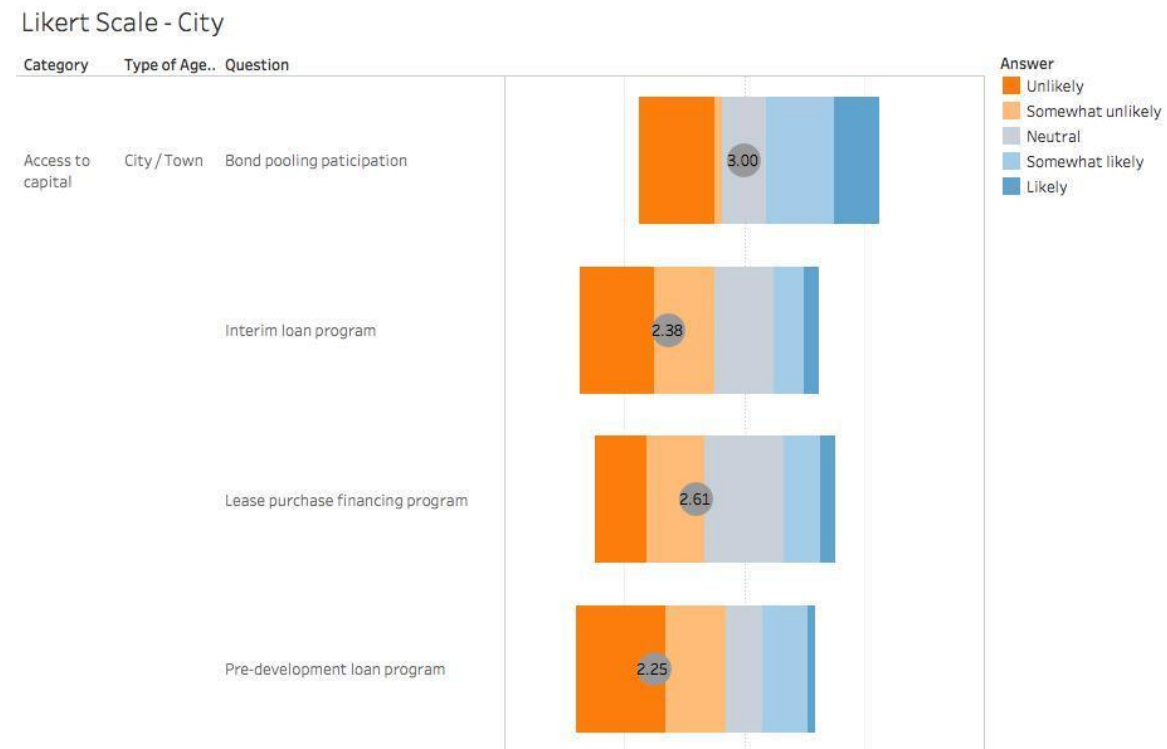 Likert Scale - City
Category Type of Age.. Question
Answer
Unlikely
Somewhat unlikely
Neutral
Somewhat likely
Likely
Access to
capital
City / Town
Bond pooling paticipation
3.00
Interim loan program
2.38
Lease purchase financing program
2.61
Pre-development loan program
2.25